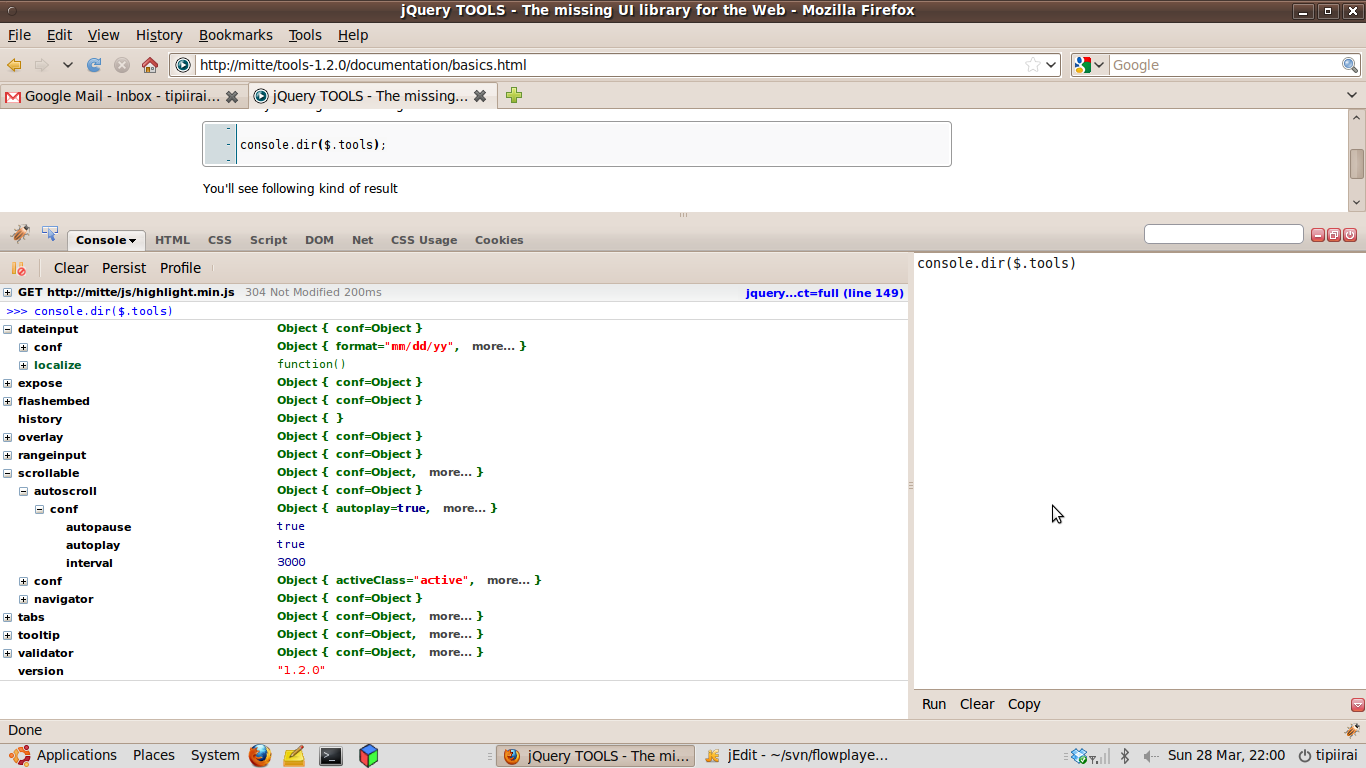 jQuery TOOLS - The missing UI library for the Web - Mozilla Firefox
File Edit View History Bookmarks Tools Help
http://mitte/tools-1.2.0/documentation/basics.html Google
Google Mail - Inbox - tipiirai... jQuery TOOLS - The missing...
console.dir($.tools);
You'll see following kind of result
Console HTML CSS Script DOM Net CSS Usage Cookies
Clear Persist Profile
GET http://mitte/js/highlight.min.js 304 Not Modified 200ms jquery...ct=full (line 149)
>>> console.dir($.tools)
dateinput Object { conf=Object }
conf Object { format="mm/dd/yy", more... }
localize function()
expose Object { conf=Object }
flashembed Object { conf=Object }
history Object { }
overlay Object { conf=Object }
rangeinput Object { conf=Object }
scrollable Object { conf=Object, more... }
autoscroll Object { conf=Object }
conf Object { autoplay=true, more... }
autopause true
autoplay true
interval 3000
conf Object { activeClass="active", more... }
navigator Object { conf=Object }
tabs Object { conf=Object, more... }
tooltip Object { conf=Object, more... }
validator Object { conf=Object, more... }
version "1.2.0"
console.dir($.tools)
Run Clear Copy
Done
Applications Places System jQuery TOOLS - The mi... jEdit - ~/svn/flowplaye... Sun 28 Mar, 22:00 tipiirai